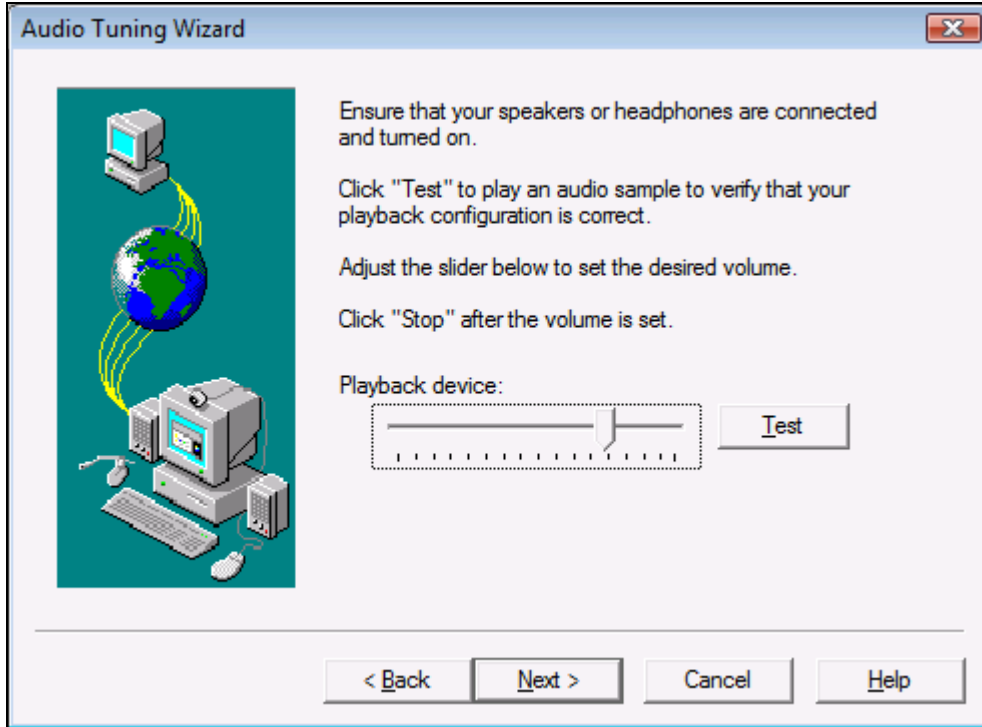 Audio Tuning Wizard
Ensure that your speakers or headphones are connected
and turned on.
Click "Test" to play an audio sample to verify that your
playback configuration is correct.
Adjust the slider below to set the desired volume.
Click "Stop" after the volume is set.
Playback device:
Test
< Back
Next >
Cancel
Help